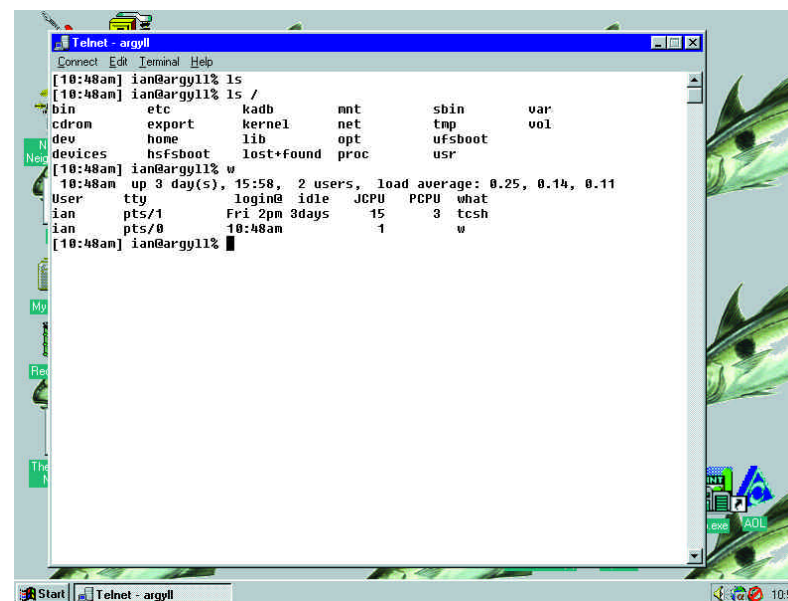 Telnet - argyll
Connect Edit Terminal Help
[10:48am] ian@argyll% ls
[10:48am] ian@argyll% ls /
bin etc kadb mnt sbin var
cdrom export kernel net tmp vol
dev home lib opt ufsboot
devices hsfsboot lost+found proc usr
[10:48am] ian@argyll% w
10:48am up 3 day(s), 15:58, 2 users, load average: 0.25, 0.14, 0.11
User tty login@ idle JCPU PCPU what
ian pts/1 Fri 2pm 3days 15 3 tcsh
ian pts/0 10:48am 1 w
[10:48am] ian@argyll%
My
The
.exe
AOL
Start
Telnet - argyll